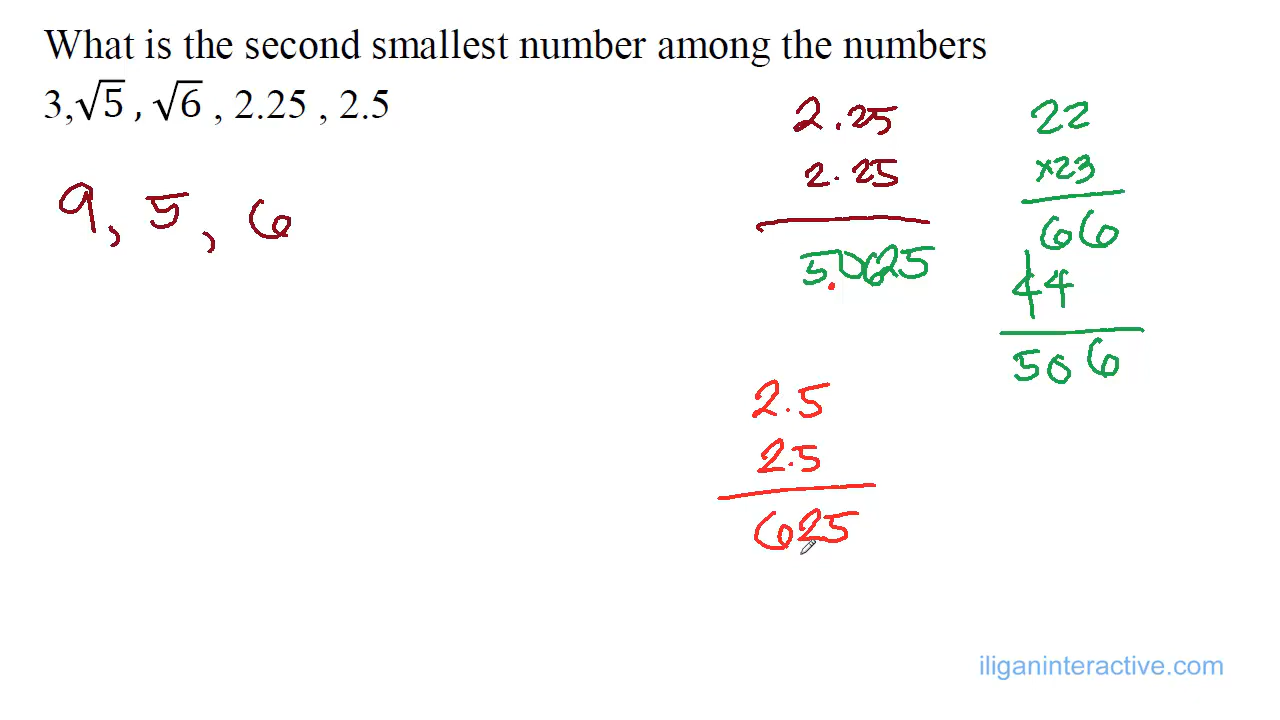 What is the second smallest number among the numbers
3,√5 , √6 , 2.25 , 2.5
9, 5, 6
2.25
2.25
5.0625
22
×23
66
44
506
2.5
2.5
625
iliganinteractive.com